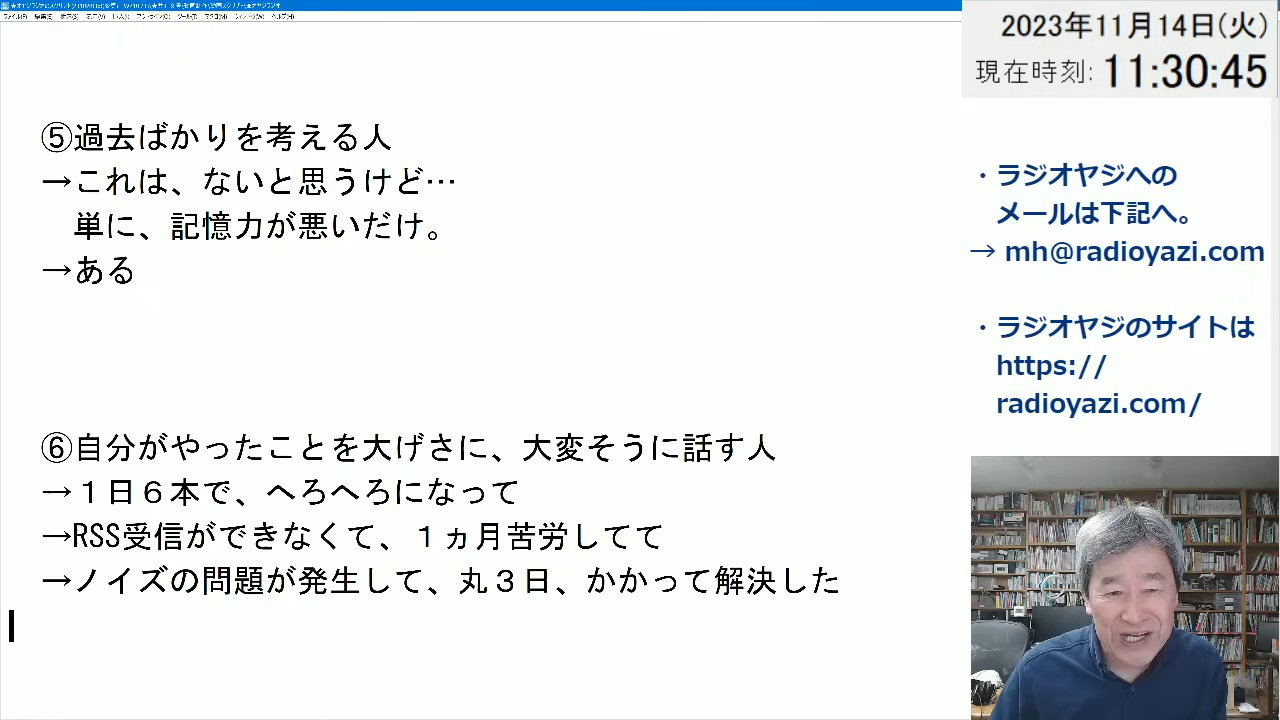 2023年11月14日(火)
現在時刻: 11:30:45
⑤過去ばかりを考える人
→これは、ないと思うけど…
単に、記憶力が悪いだけ。
→ある
⑥自分がやったことを大げさに、大変そうに話す人
→１日６本で、へろへろになって
→RSS受信ができなくて、１ヵ月苦労してて
→ノイズの問題が発生して、丸３日、かかって解決した
・ラジオヤジへの
メールは下記へ。
→ mh@radioyazi.com
・ラジオヤジのサイトは
https://
radioyazi.com/